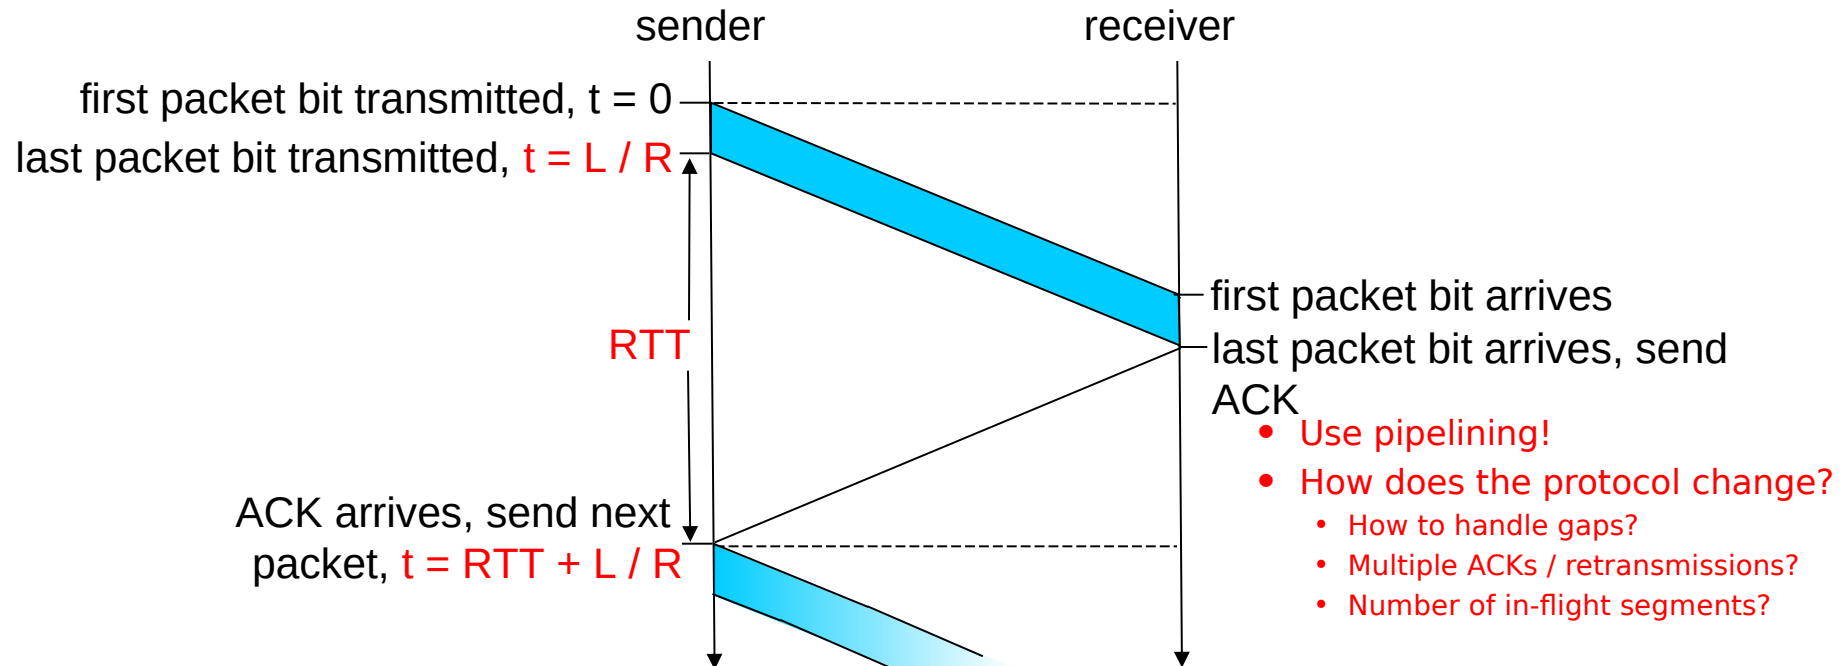 sender
receiver
first packet bit transmitted, t = 0
last packet bit transmitted, t = L / R
first packet bit arrives
RTT
last packet bit arrives, send
ACK
• Use pipelining!
• How does the protocol change?
ACK arrives, send next
packet, t = RTT + L / R
• How to handle gaps?
• Multiple ACKs / retransmissions?
• Number of in-flight segments?